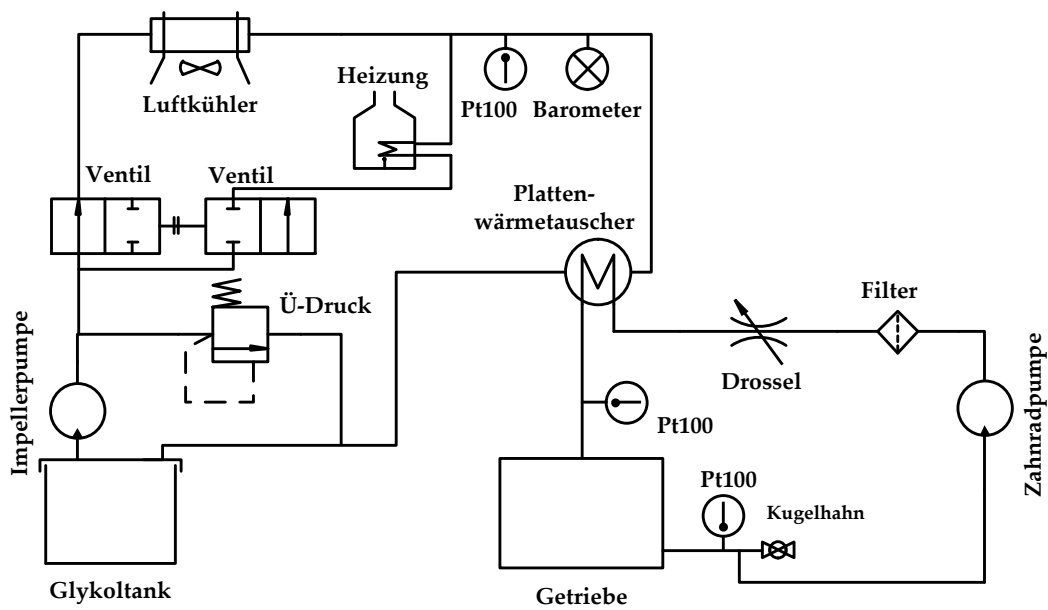 Heizung
Luftkühler
Pt100
Barometer
Ventil
Ventil
Platten-
wärmetauscher
Ü-Druck
Filter
Impellerpumpe
Drossel
Pt100
Zahnradpumpe
Pt100
Kugelhahn
Glykoltank
Getriebe